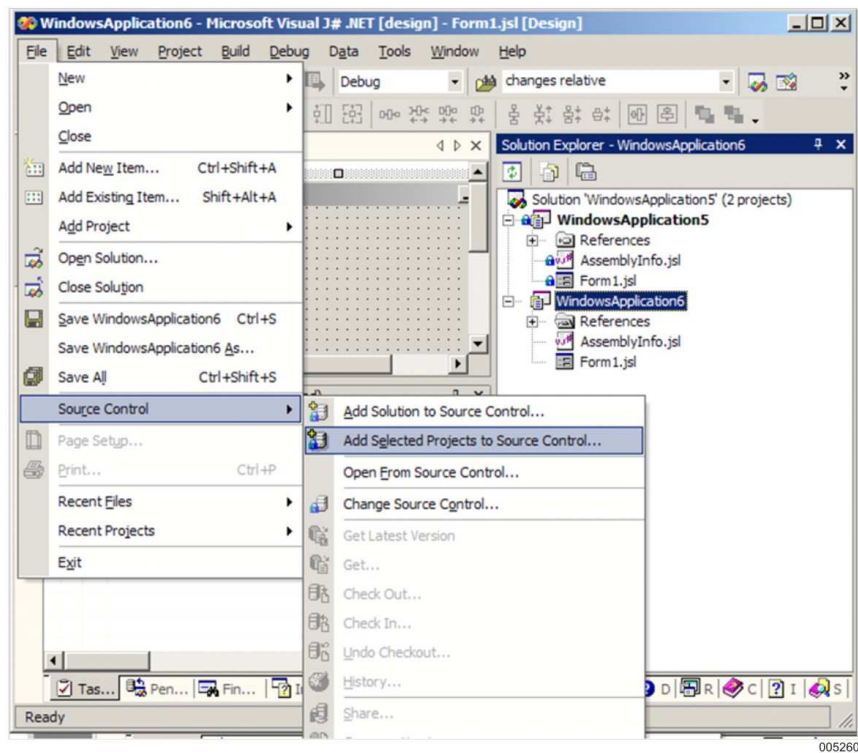 WindowsApplication6 - Microsoft Visual J# .NET [design] - Form1.jsl [Design]
File Edit View Project Build Debug Data Tools Window Help
New
Open
Close
Add New Item... Ctrl+Shift+A
Add Existing Item... Shift+Alt+A
Add Project
Open Solution...
Close Solution
Save WindowsApplication6 Ctrl+S
Save WindowsApplication6 As...
Save All Ctrl+Shift+S
Source Control
Page Setup...
Print... Ctrl+P
Recent Files
Recent Projects
Exit
Debug changes relative
Solution Explorer - WindowsApplication6
Solution 'WindowsApplication5' (2 projects)
WindowsApplication5
References
AssemblyInfo.jsl
Form1.jsl
WindowsApplication6
References
AssemblyInfo.jsl
Form1.jsl
Add Solution to Source Control...
Add Selected Projects to Source Control...
Open From Source Control...
Change Source Control...
Get Latest Version
Get...
Check Out...
Check In...
Undo Checkout...
History...
Share...
Tas... Pen... Fin... D R C I S
Ready
005260